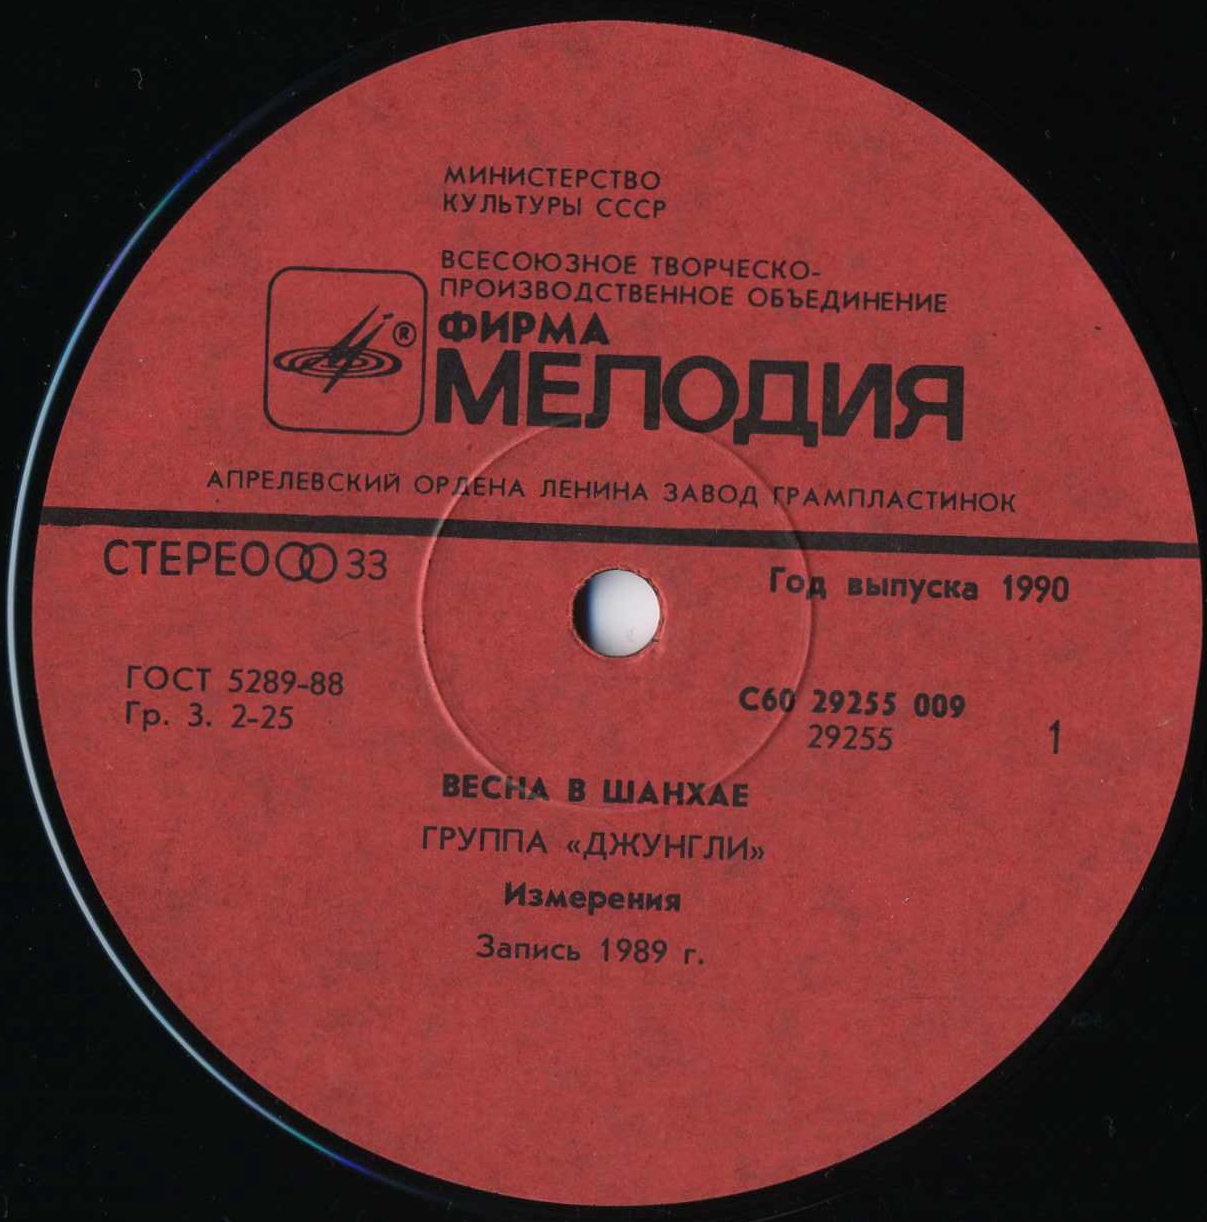 МИНИСТЕРСТВО
КУЛЬТУРЫ СССР
ВСЕСОЮЗНОЕ ТВОРЧЕСКО-
ПРОИЗВОДСТВЕННОЕ ОБЪЕДИНЕНИЕ
ФИРМА
®
МЕЛОДИЯ
АПРЕЛЕВСКИЙ ОРДЕНА ЛЕНИНА ЗАВОД ГРАМПЛАСТИНОК
СТЕРЕО 33
Год выпуска 1990
ГОСТ 5289-88
Гр. 3. 2-25
С60 29255 009
29255
1
ВЕСНА В ШАНХАЕ
ГРУППА «ДЖУНГЛИ»
Измерения
Запись 1989 г.